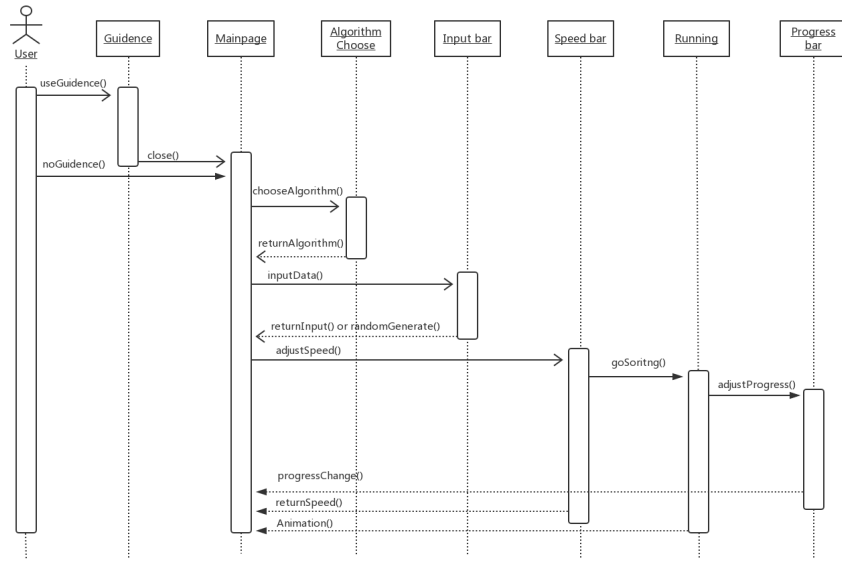 User
Guidence
Mainpage
Algorithm
Choose
Input bar
Speed bar
Running
Progress
bar
useGuidence()
close()
noGuidence()
chooseAlgorithm()
returnAlgorithm()
inputData()
returnInput() or randomGenerate()
adjustSpeed()
goSoritng()
adjustProgress()
progressChange()
returnSpeed()
Animation()